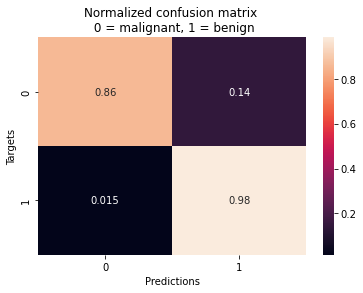 Normalized confusion matrix
0 = malignant, 1 = benign
0.86 0.14
0.015 0.98
0
1
Targets
0 1
Predictions
0.8
0.6
0.4
0.2